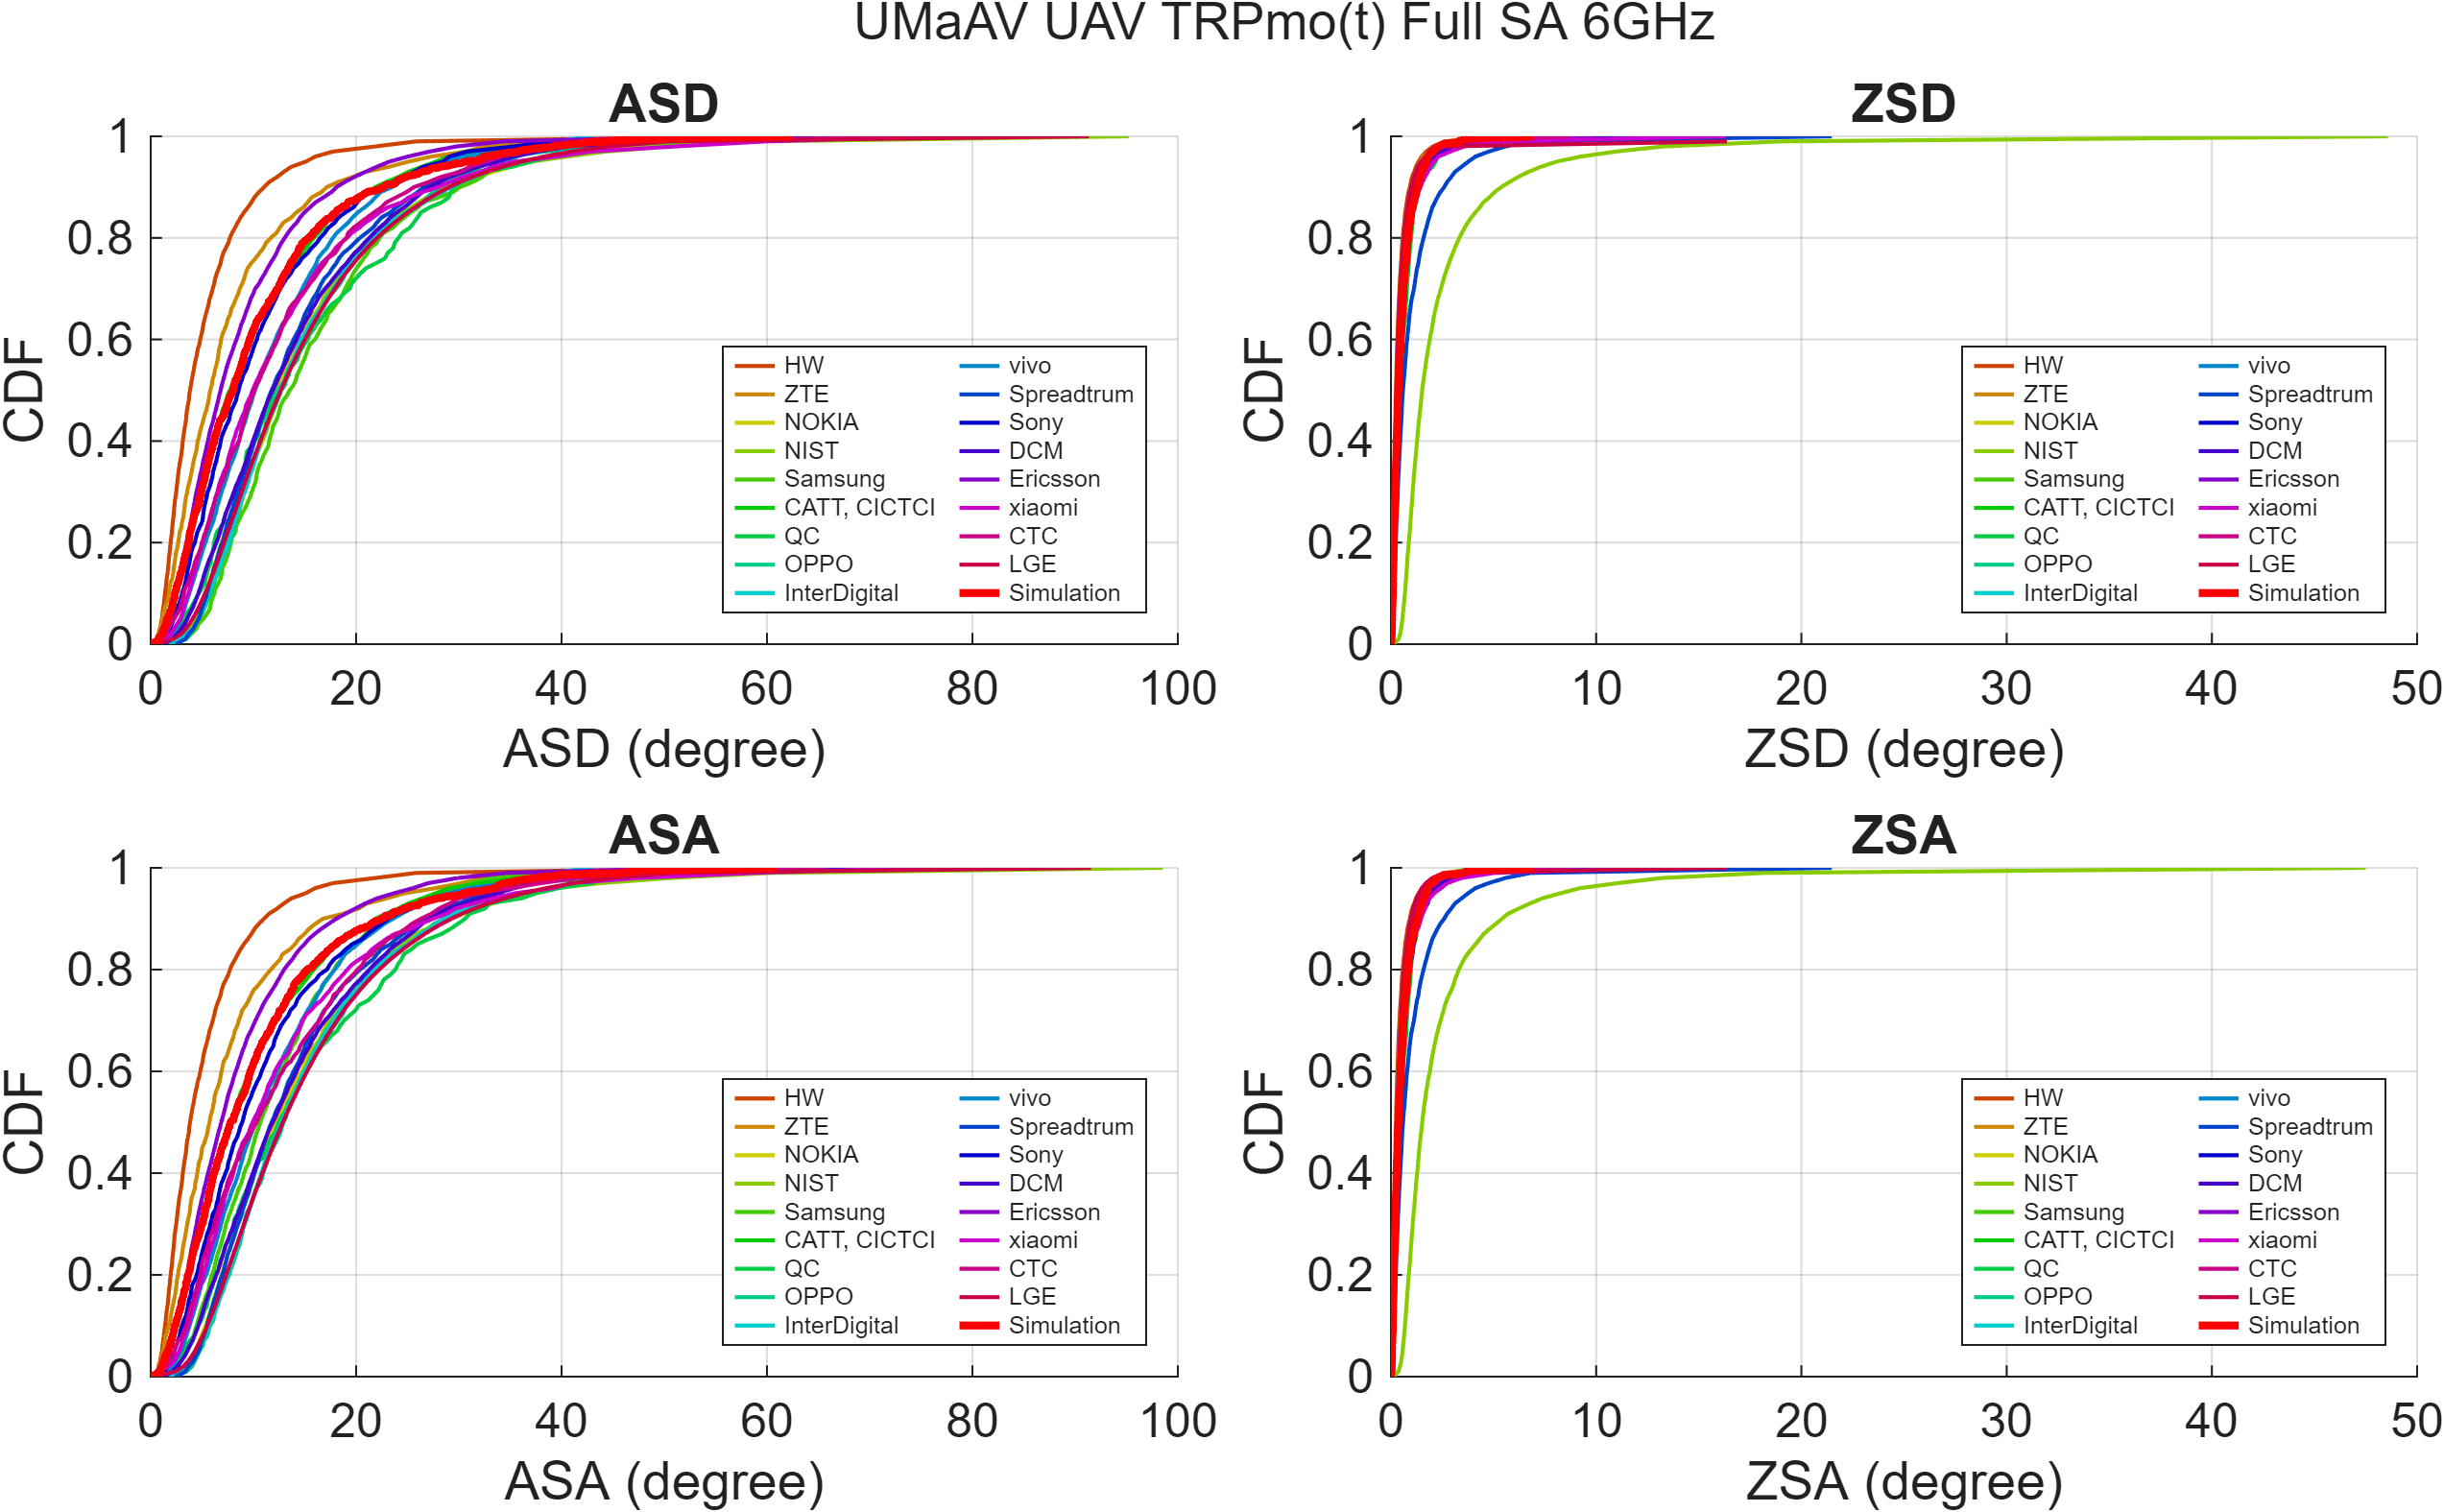 UMaAV UAV TRPmo(t) Full SA 6GHz
ASD
CDF
1
0.8
0.6
0.4
0.2
0
0 20 40 60 80 100
ASD (degree)
HW
ZTE
NOKIA
NIST
Samsung
CATT, CICTCI
QC
OPPO
InterDigital
vivo
Spreadtrum
Sony
DCM
Ericsson
xiaomi
CTC
LGE
Simulation
ZSD
CDF
1
0.8
0.6
0.4
0.2
0
0 10 20 30 40 50
ZSD (degree)
HW
ZTE
NOKIA
NIST
Samsung
CATT, CICTCI
QC
OPPO
InterDigital
vivo
Spreadtrum
Sony
DCM
Ericsson
xiaomi
CTC
LGE
Simulation
ASA
CDF
1
0.8
0.6
0.4
0.2
0
0 20 40 60 80 100
ASA (degree)
HW
ZTE
NOKIA
NIST
Samsung
CATT, CICTCI
QC
OPPO
InterDigital
vivo
Spreadtrum
Sony
DCM
Ericsson
xiaomi
CTC
LGE
Simulation
ZSA
CDF
1
0.8
0.6
0.4
0.2
0
0 10 20 30 40 50
ZSA (degree)
HW
ZTE
NOKIA
NIST
Samsung
CATT, CICTCI
QC
OPPO
InterDigital
vivo
Spreadtrum
Sony
DCM
Ericsson
xiaomi
CTC
LGE
Simulation